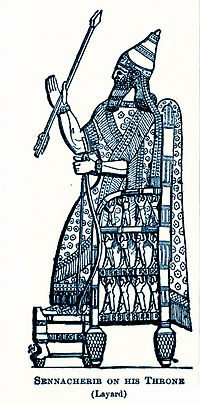 Sennacherib on his Throne
(Layard)